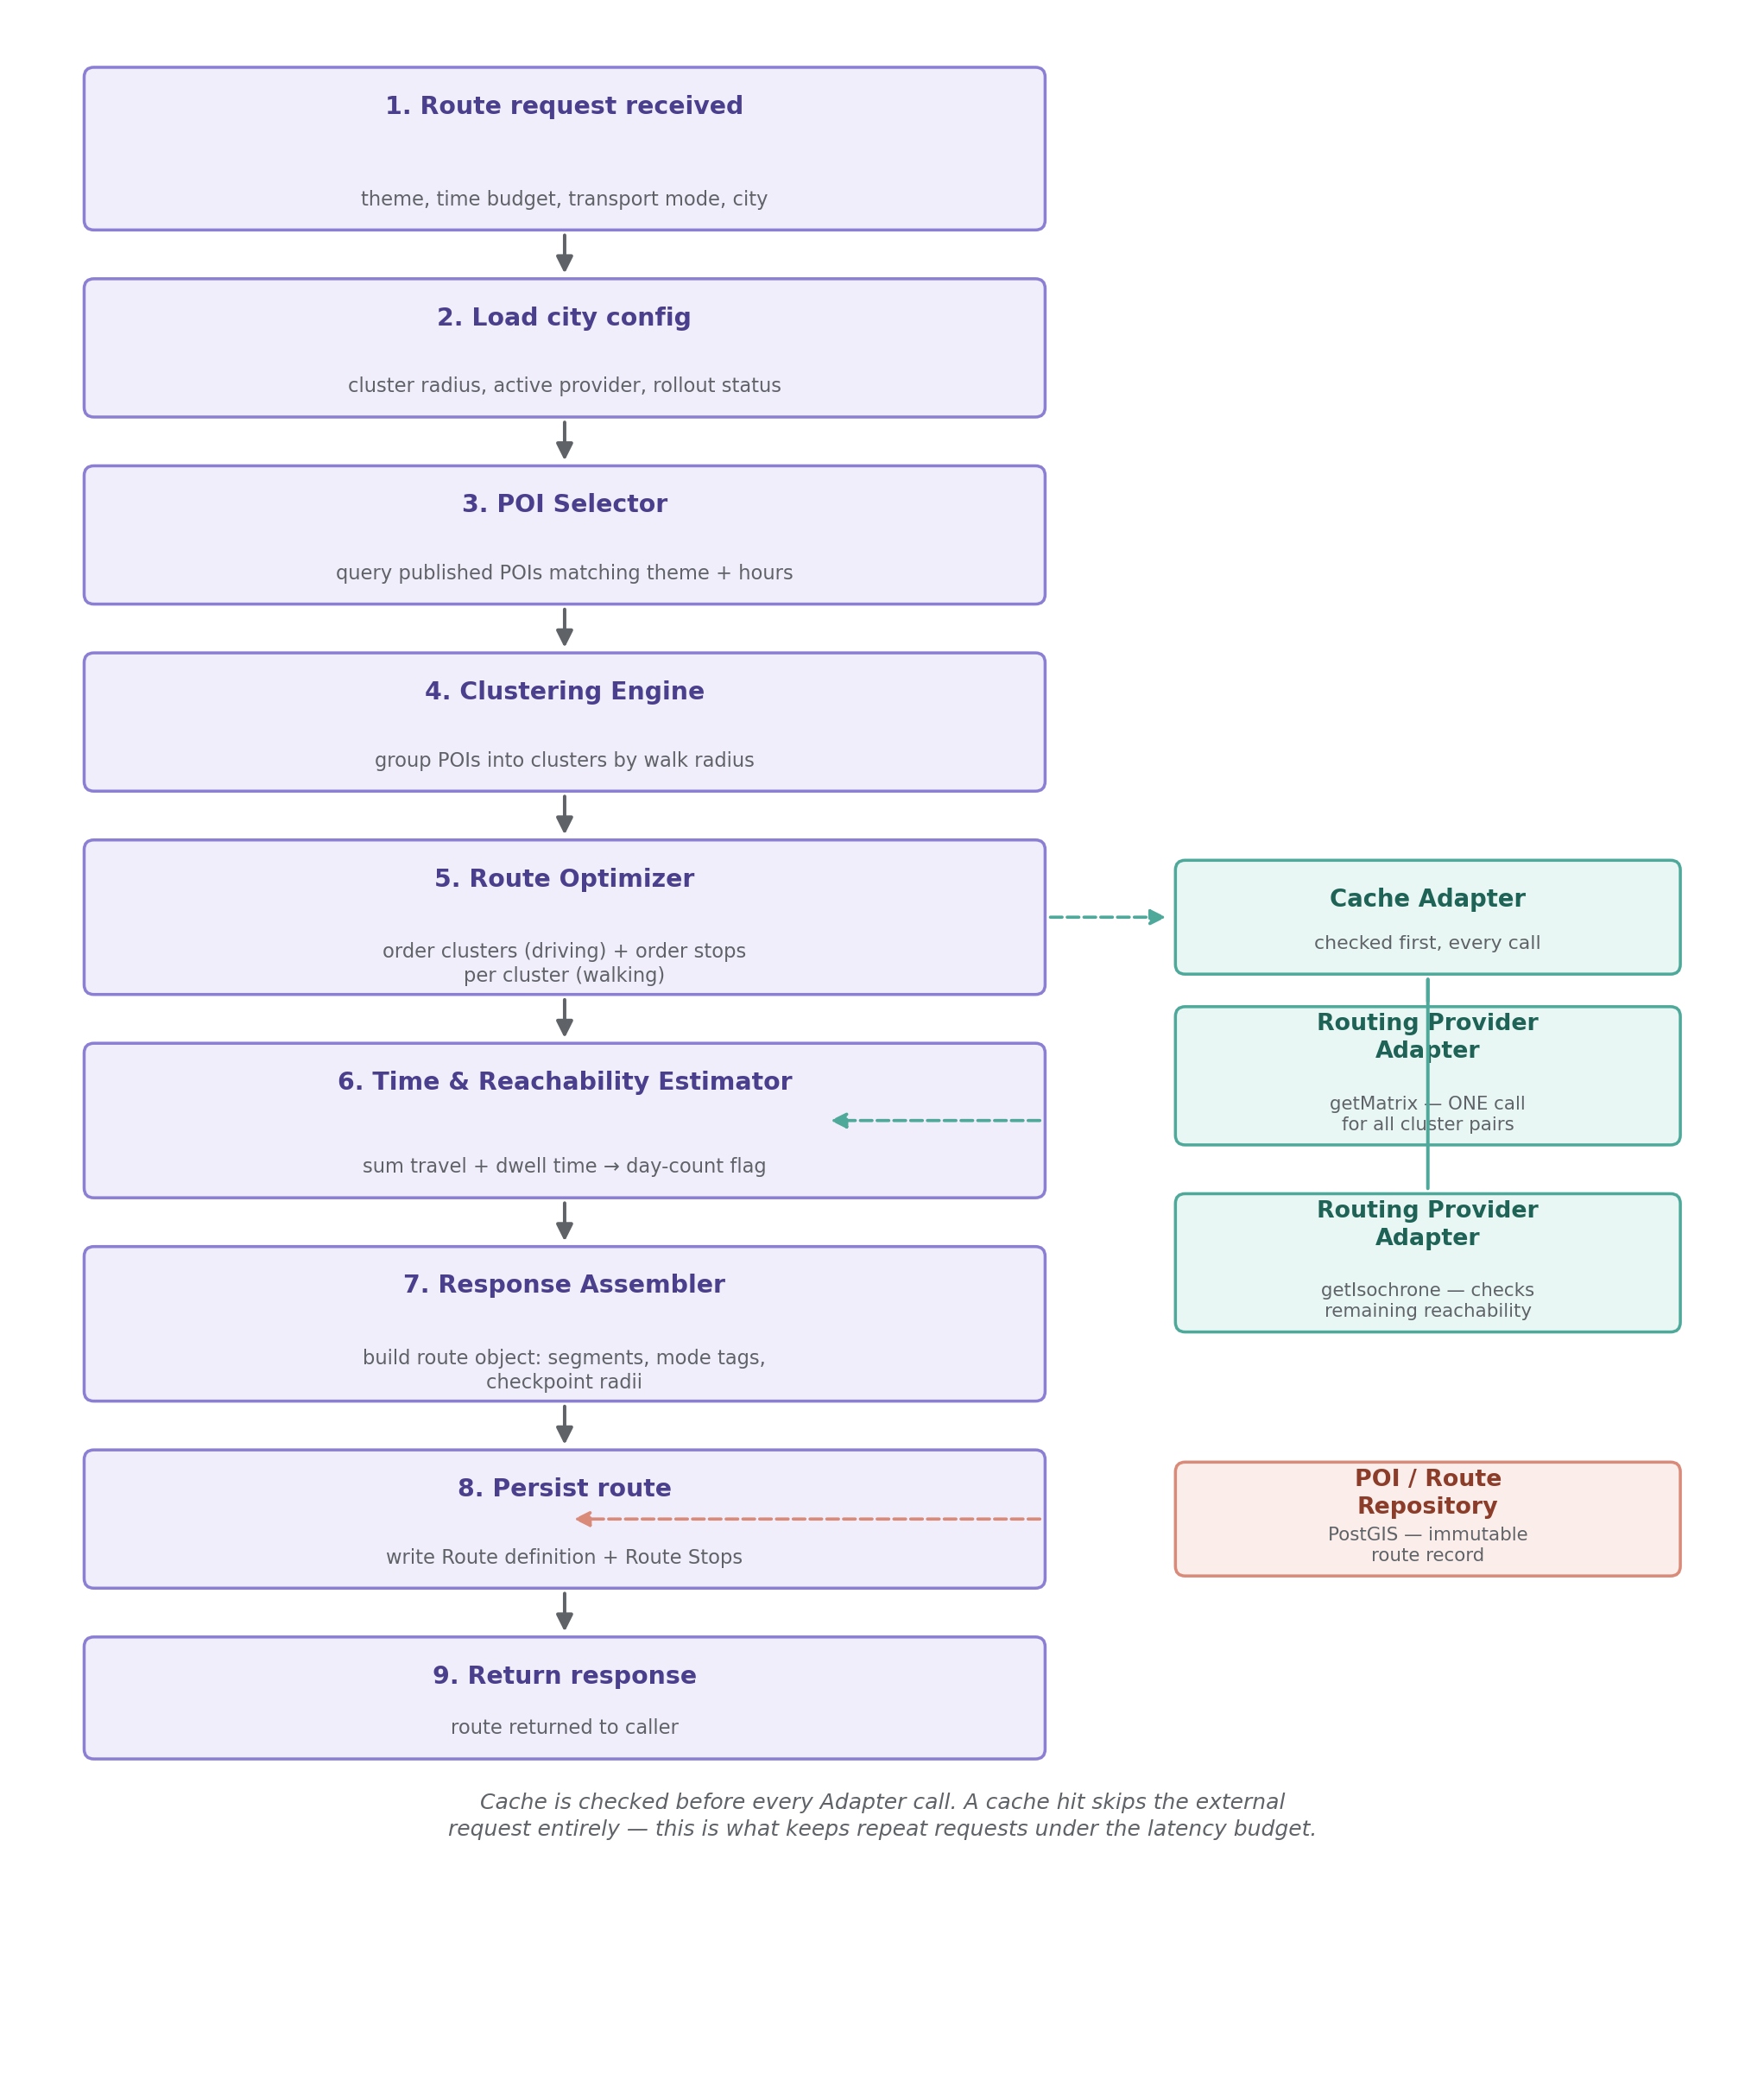 1. Route request received
theme, time budget, transport mode, city
2. Load city config
cluster radius, active provider, rollout status
3. POI Selector
query published POIs matching theme + hours
4. Clustering Engine
group POIs into clusters by walk radius
5. Route Optimizer
order clusters (driving) + order stops
per cluster (walking)
Cache Adapter
checked first, every call
Routing Provider
Adapter
getMatrix — ONE call
for all cluster pairs
6. Time & Reachability Estimator
sum travel + dwell time → day-count flag
Routing Provider
Adapter
getIsochrone — checks
remaining reachability
7. Response Assembler
build route object: segments, mode tags,
checkpoint radii
8. Persist route
write Route definition + Route Stops
POI / Route
Repository
PostGIS — immutable
route record
9. Return response
route returned to caller
Cache is checked before every Adapter call. A cache hit skips the external
request entirely — this is what keeps repeat requests under the latency budget.